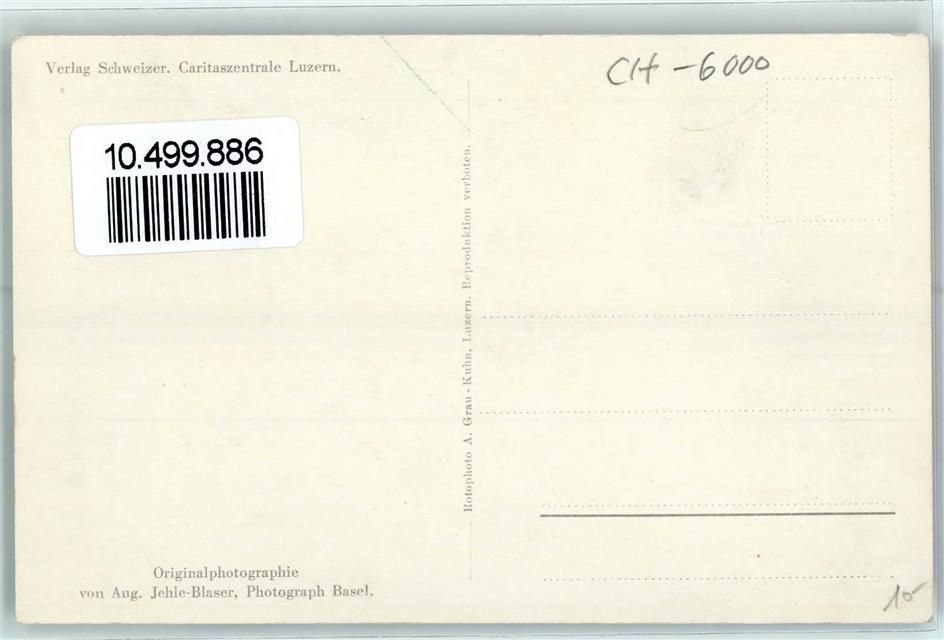 Verlag Schweizer. Caritaszentrale Luzern.
CH - 6000
10.499.886
Rotophoto A. Grau - Kuhn, Luzern. Reproduktion verboten.
Originalphotographie
von Aug. Jehle-Blaser, Photograph Basel.
10.-